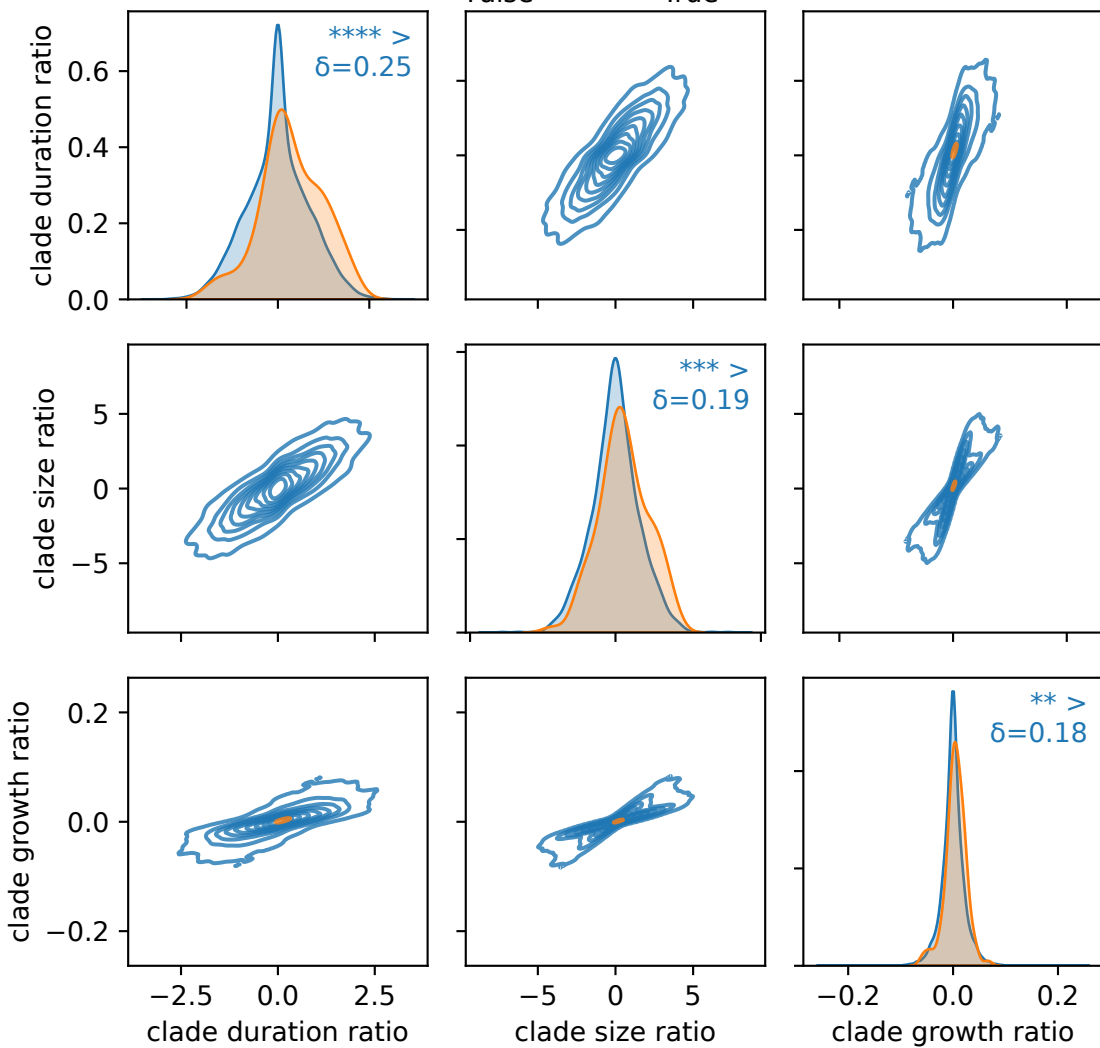 clade duration ratio
0.6
0.4
0.2
0.0
**** >
δ=0.25
clade size ratio
5
0
−5
*** >
δ=0.19
clade growth ratio
0.2
0.0
−0.2
** >
δ=0.18
−2.5 0.0 2.5
−5 0 5
−0.2 0.0 0.2
clade duration ratio
clade size ratio
clade growth ratio